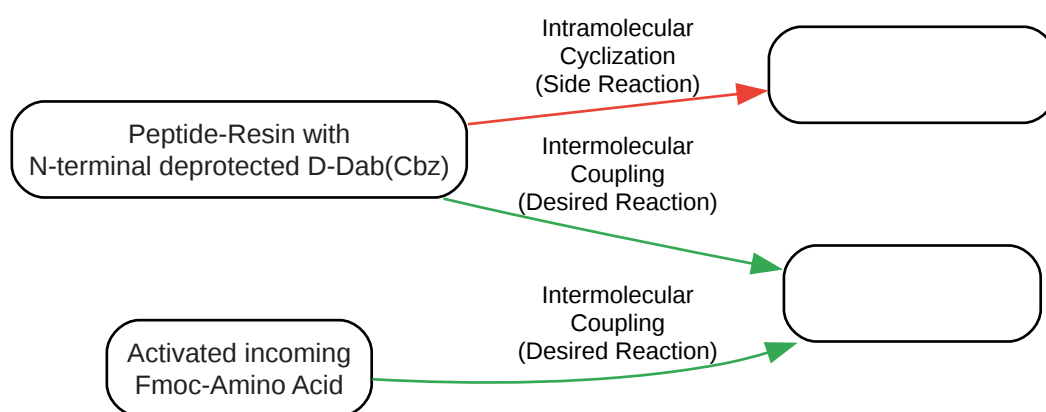 Intramolecular
Cyclization
(Side Reaction)
Peptide-Resin with
N-terminal deprotected D-Dab(Cbz)
Intermolecular
Coupling
(Desired Reaction)
Intermolecular
Coupling
(Desired Reaction)
Activated incoming
Fmoc-Amino Acid